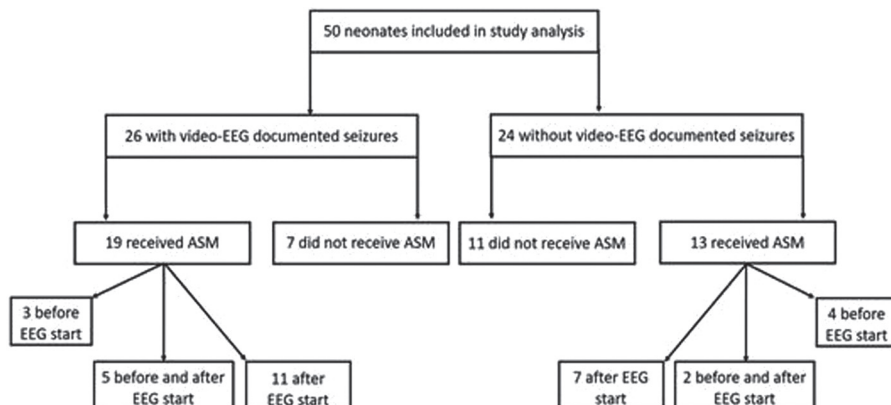 50 neonates included in study analysis
26 with video-EEG documented seizures
24 without video-EEG documented seizures
19 received ASM
7 did not receive ASM
11 did not receive ASM
13 received ASM
3 before
EEG start
4 before
EEG start
5 before and after
EEG start
11 after
EEG start
7 after EEG
start
2 before and after
EEG start